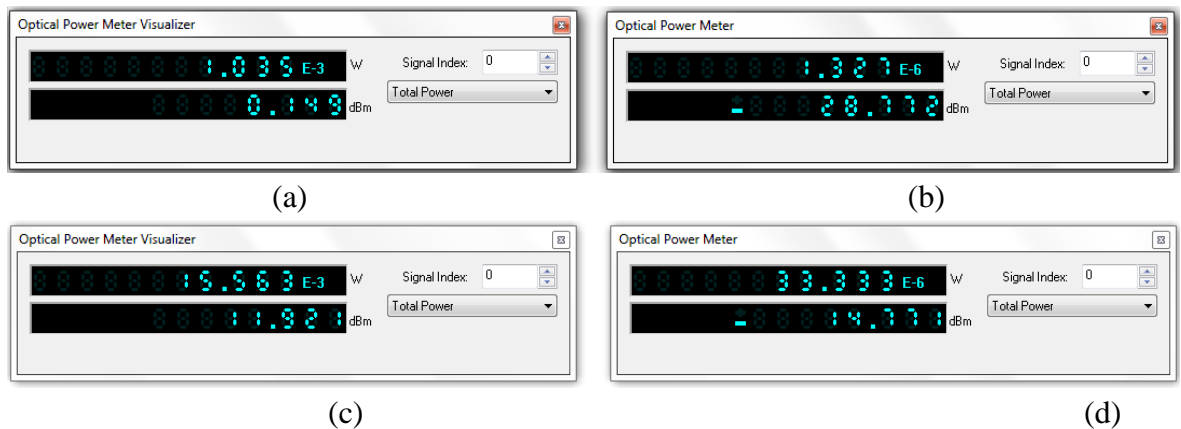 Optical Power Meter Visualizer
1.035 E-3 W Signal Index: 0
0.149 dBm Total Power
(a)
Optical Power Meter
1.327 E-6 W Signal Index: 0
- 28.772 dBm Total Power
(b)
Optical Power Meter Visualizer
15.563 E-3 W Signal Index: 0
11.921 dBm Total Power
(c)
Optical Power Meter
33.333 E-6 W Signal Index: 0
- 14.771 dBm Total Power
(d)